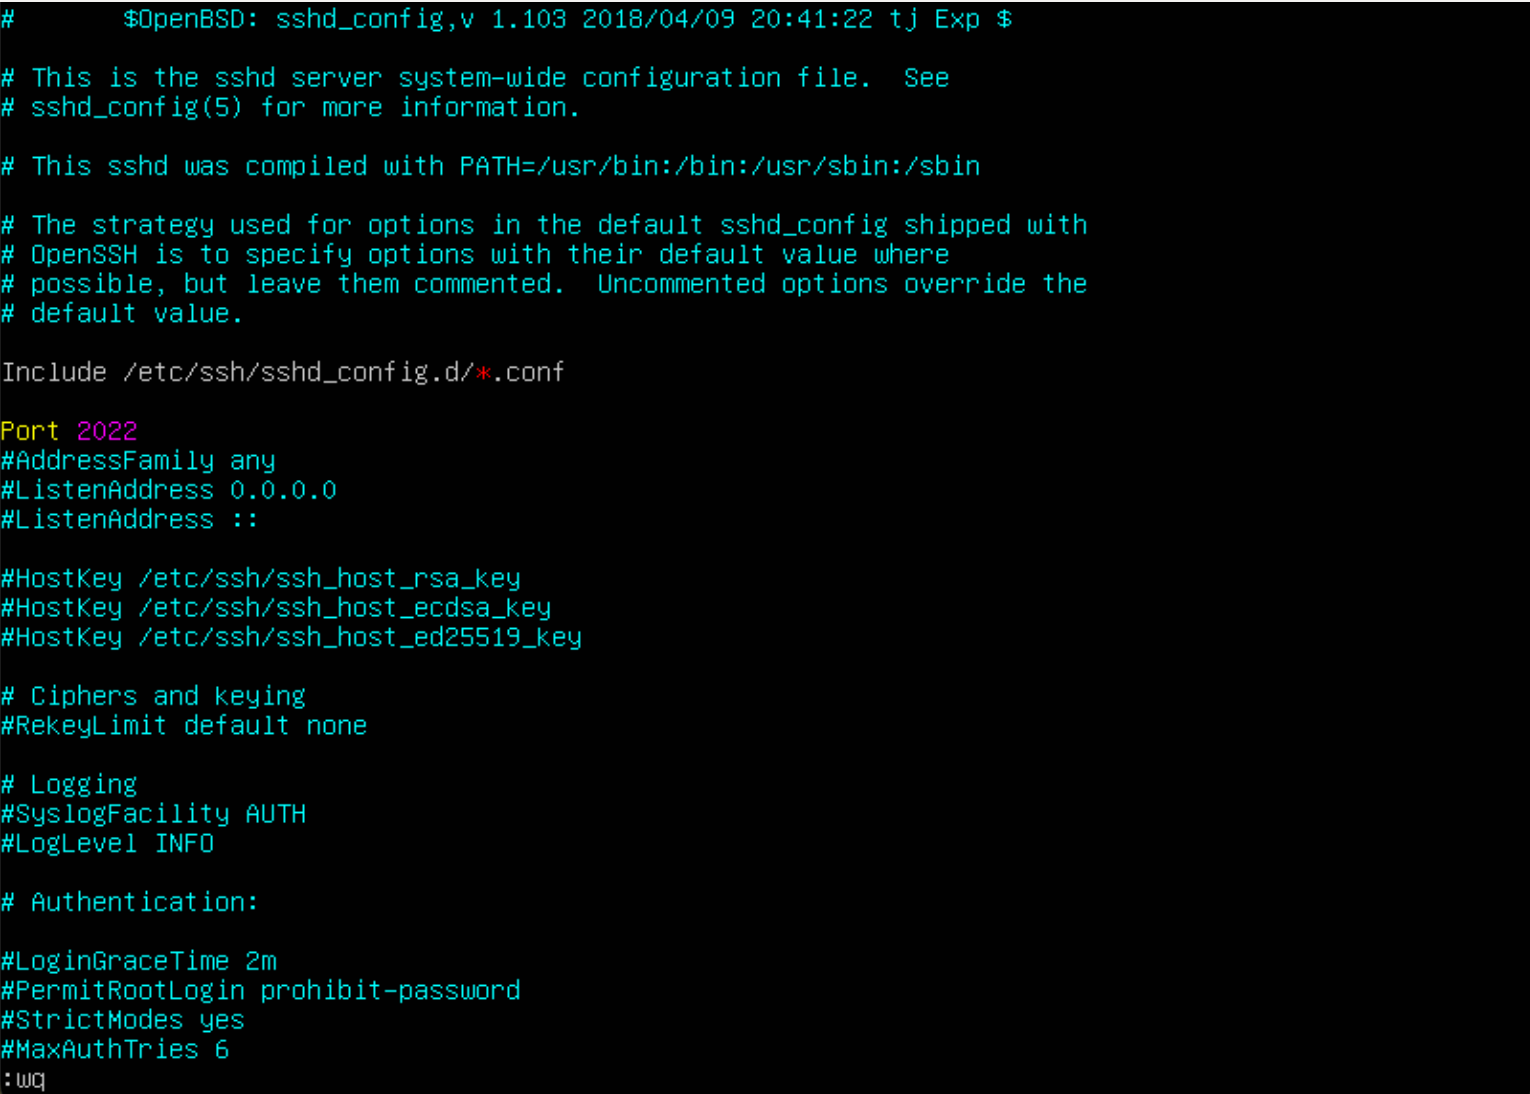 #       $OpenBSD: sshd_config,v 1.103 2018/04/09 20:41:22 tj Exp $
# This is the sshd server system-wide configuration file.  See
# sshd_config(5) for more information.
# This sshd was compiled with PATH=/usr/bin:/bin:/usr/sbin:/sbin
# The strategy used for options in the default sshd_config shipped with
# OpenSSH is to specify options with their default value where
# possible, but leave them commented.  Uncommented options override the
# default value.
Include /etc/ssh/sshd_config.d/*.conf
Port 2022
#AddressFamily any
#ListenAddress 0.0.0.0
#ListenAddress ::
#HostKey /etc/ssh/ssh_host_rsa_key
#HostKey /etc/ssh/ssh_host_ecdsa_key
#HostKey /etc/ssh/ssh_host_ed25519_key
# Ciphers and keying
#RekeyLimit default none
# Logging
#SyslogFacility AUTH
#LogLevel INFO
# Authentication:
#LoginGraceTime 2m
#PermitRootLogin prohibit-password
#StrictModes yes
#MaxAuthTries 6
:wq